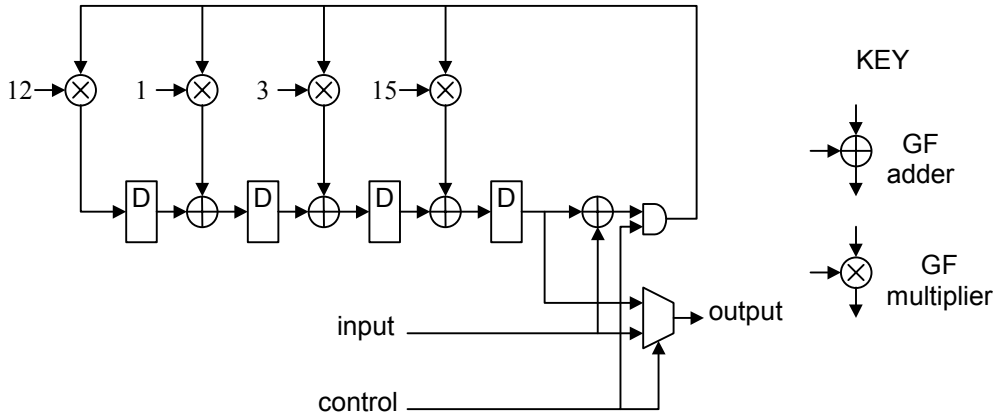 12
1
3
15
KEY
GF
adder
D
D
D
D
GF
multiplier
input
output
control